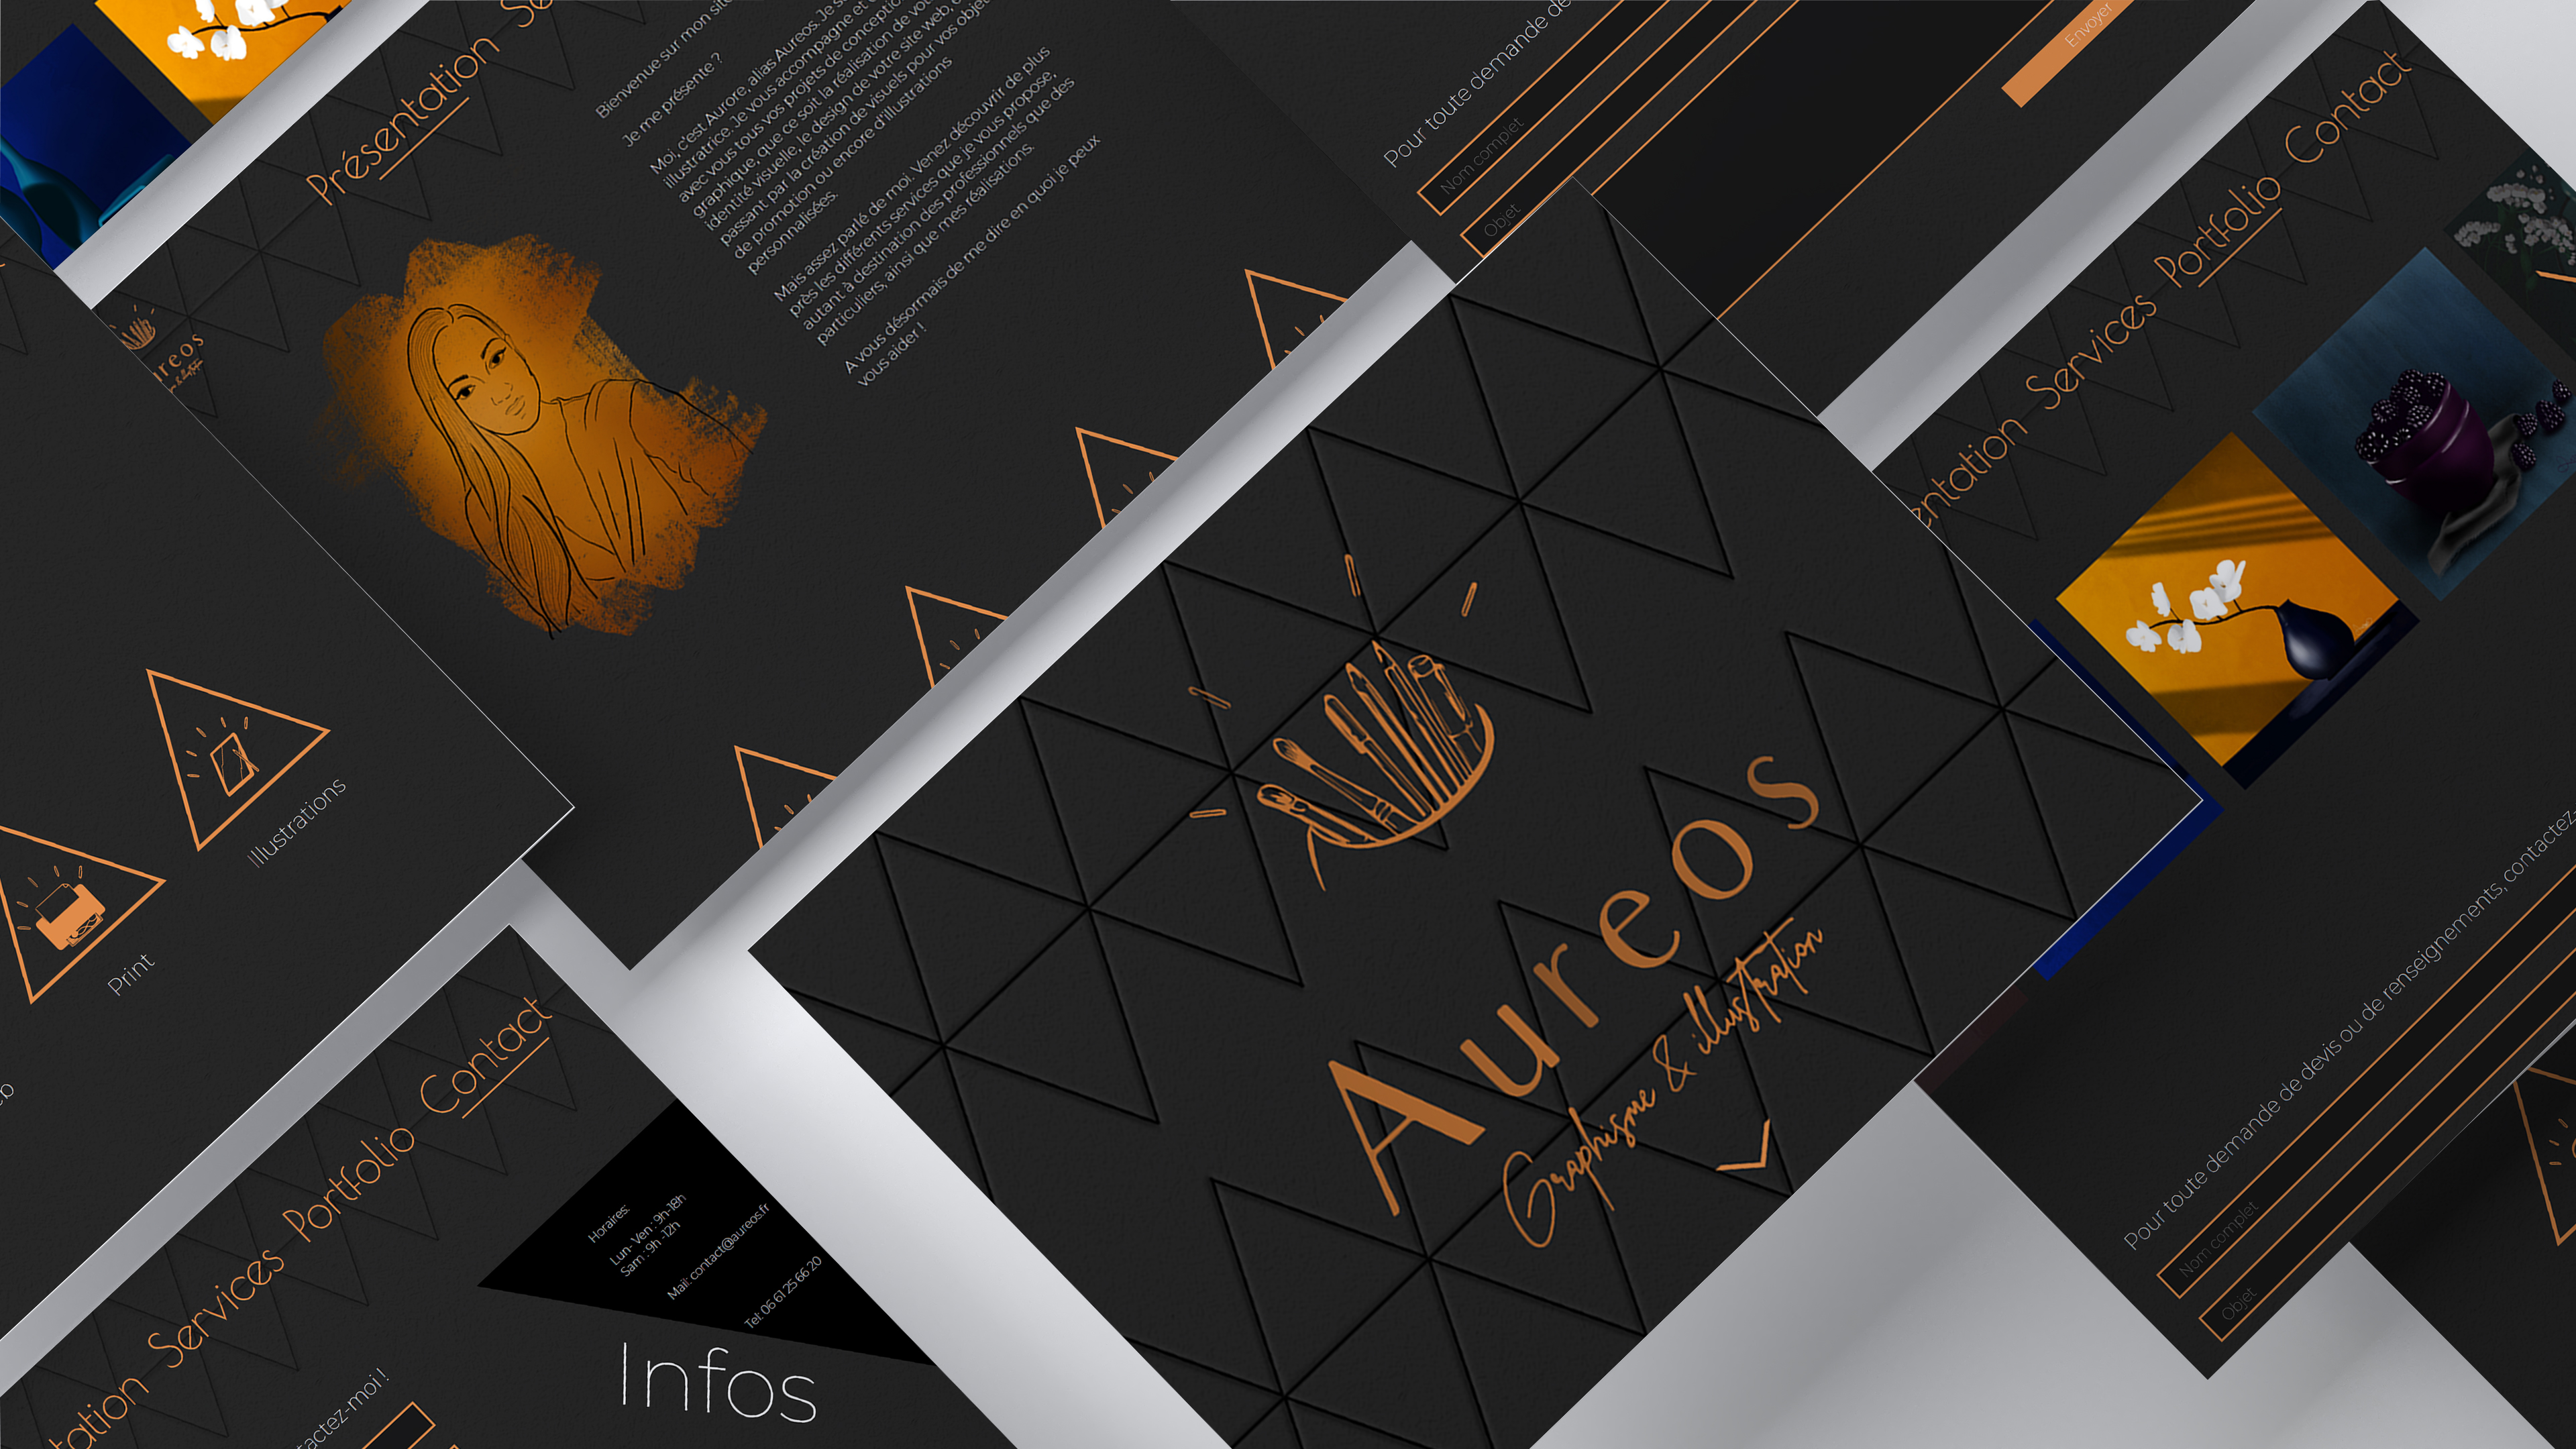 Présentation
Bienvenue sur mon site
Je me présente ?
Moi, c'est Aurore, alias Aureos. Je
illustratrice. Je vous accompagne et
avec vous tous vos projets de conception
graphique, que ce soit la réalisation de
identité visuelle, le design de votre site web,
passant par la création de visuels pour vos
de promotion ou encore d'illustrations
personnalisées.
Mais assez parlé de moi. Venez découvrir de plus
près les différents services que je vous propose,
autant à destination des professionnels que des
particuliers, ainsi que mes réalisations.
A vous désormais de me dire en quoi je peux
vous aider !
Pour toute demande de
Nom complet
Objet
Envoyer
entation Services Portfolio Contact
Pour toute demande de devis ou de renseignements, contactez-
Nom complet
Objet
Illustrations
Print
Aureos
Graphisme & illustration
tation Services Portfolio Contact
tactez-moi !
Horaires:
Lun- Ven : 9h-18h
Sam : 9h -12h
Mail: contact@aureos.fr
Tel: 06 61 25 66 20
Infos